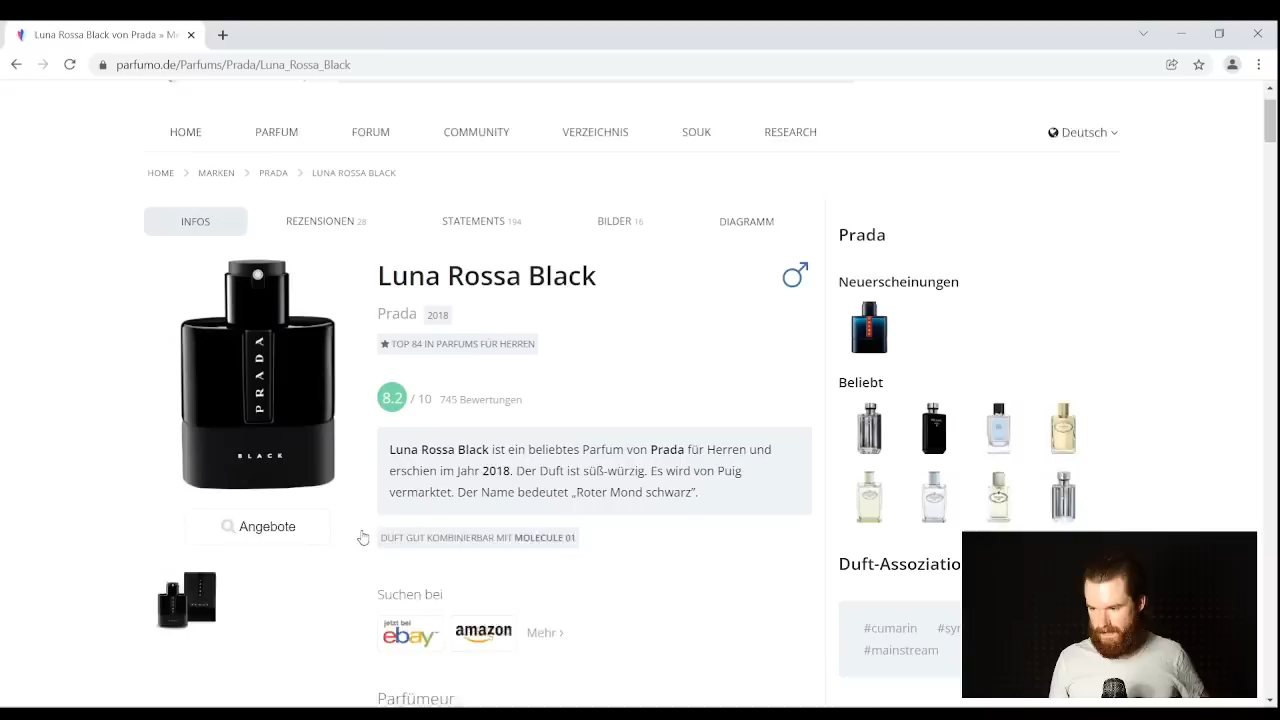 Luna Rossa Black von Prada » M
parfumo.de/Parfums/Prada/Luna_Rossa_Black
HOME PARFUM FORUM COMMUNITY VERZEICHNIS SOUK RESEARCH Deutsch
HOME MARKEN PRADA LUNA ROSSA BLACK
INFOS REZENSIONEN 28 STATEMENTS 194 BILDER 16 DIAGRAMM
PRADA
BLACK
Angebote
Luna Rossa Black
Prada 2018
TOP 84 IN PARFUMS FÜR HERREN
8.2 / 10 745 Bewertungen
Luna Rossa Black ist ein beliebtes Parfum von Prada für Herren und
erschien im Jahr 2018. Der Duft ist süß-würzig. Es wird von Puig
vermarktet. Der Name bedeutet „Roter Mond schwarz”.
DUFT GUT KOMBINIERBAR MIT MOLECULE 01
Suchen bei
jetzt bei
ebay amazon Mehr ›
Parfümeur
Prada
Neuerscheinungen
Beliebt
Duft-Assoziatio
#cumarin #syn
#mainstream